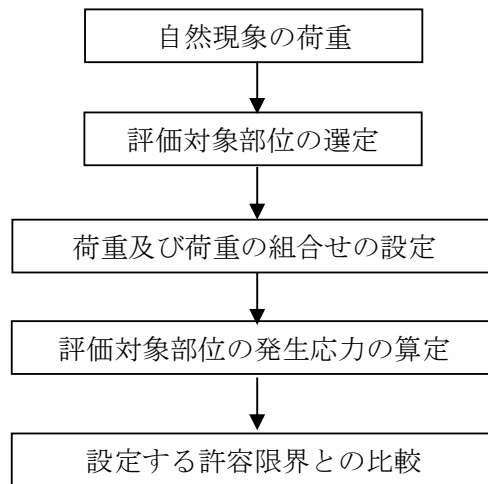 自然現象の荷重
評価対象部位の選定
荷重及び荷重の組合せの設定
評価対象部位の発生応力の算定
設定する許容限界との比較